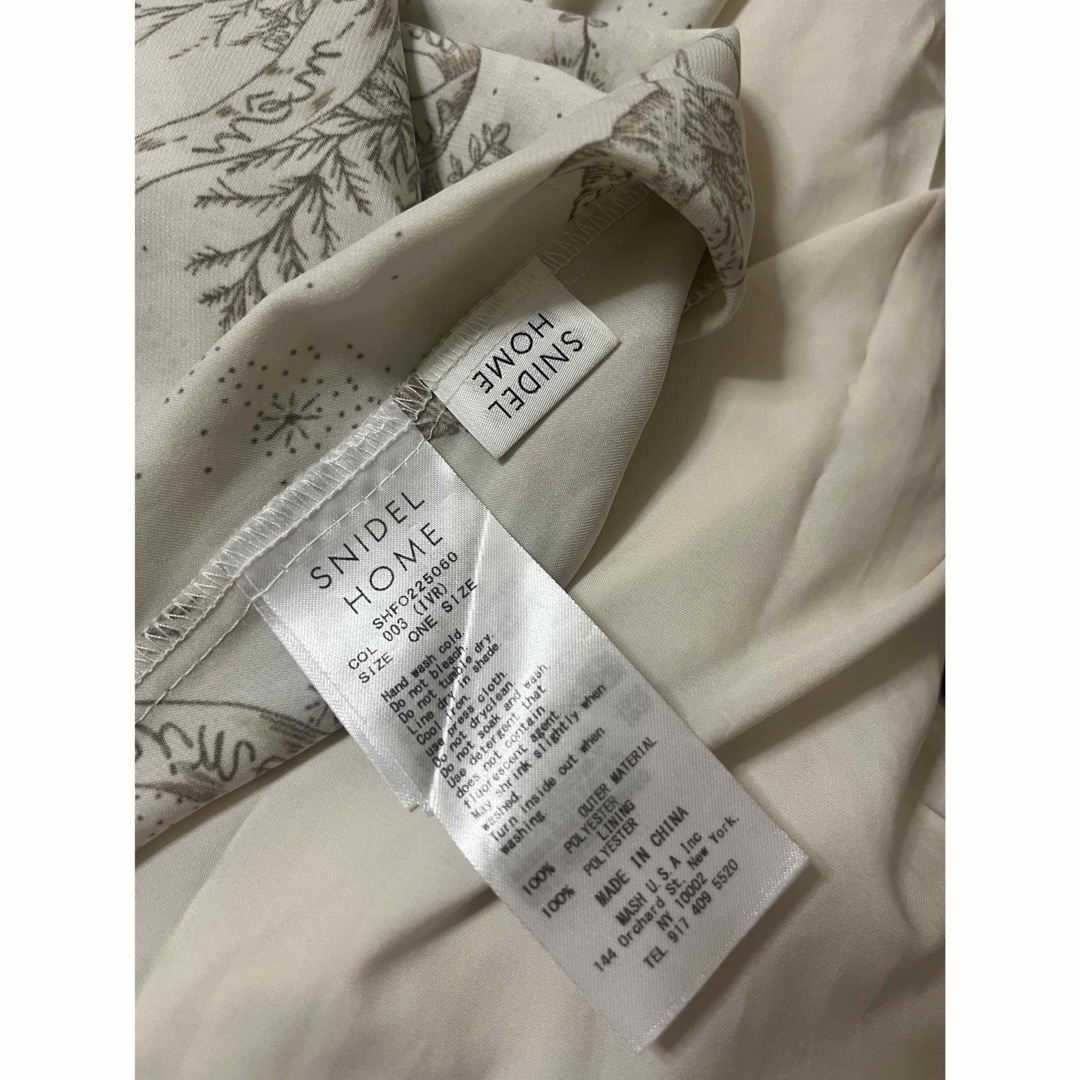 SNIDEL
HOME
SNIDEL
HOME
SHFO225060
COL 003 (IVR)
SIZE ONE SIZE
Hand wash cold
Do not bleach.
Do not tumble dry.
Line dry in shade.
Cool iron.
use press cloth
Do not dryclean.
Do not soak and wash.
Use detergent that
does not contain
fluorescent agent.
May shrink slightly when
washed.
Turn inside out when
washing
OUTER MATERIAL
100% POLYESTER
LINING
100% POLYESTER
MADE IN CHINA
MASH U.S.A Inc
144 Orchard St. New York.
NY 10002
TEL 917 409 5520